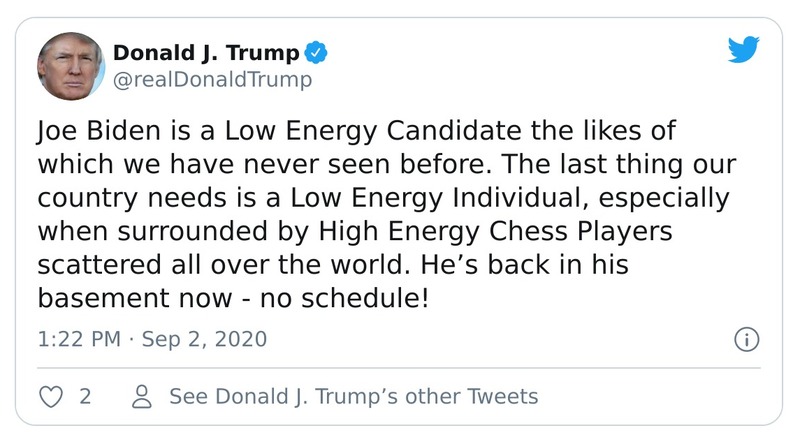 Donald J. Trump
@realDonaldTrump
Joe Biden is a Low Energy Candidate the likes of
which we have never seen before. The last thing our
country needs is a Low Energy Individual, especially
when surrounded by High Energy Chess Players
scattered all over the world. He’s back in his
basement now - no schedule!
1:22 PM · Sep 2, 2020
2 See Donald J. Trump’s other Tweets